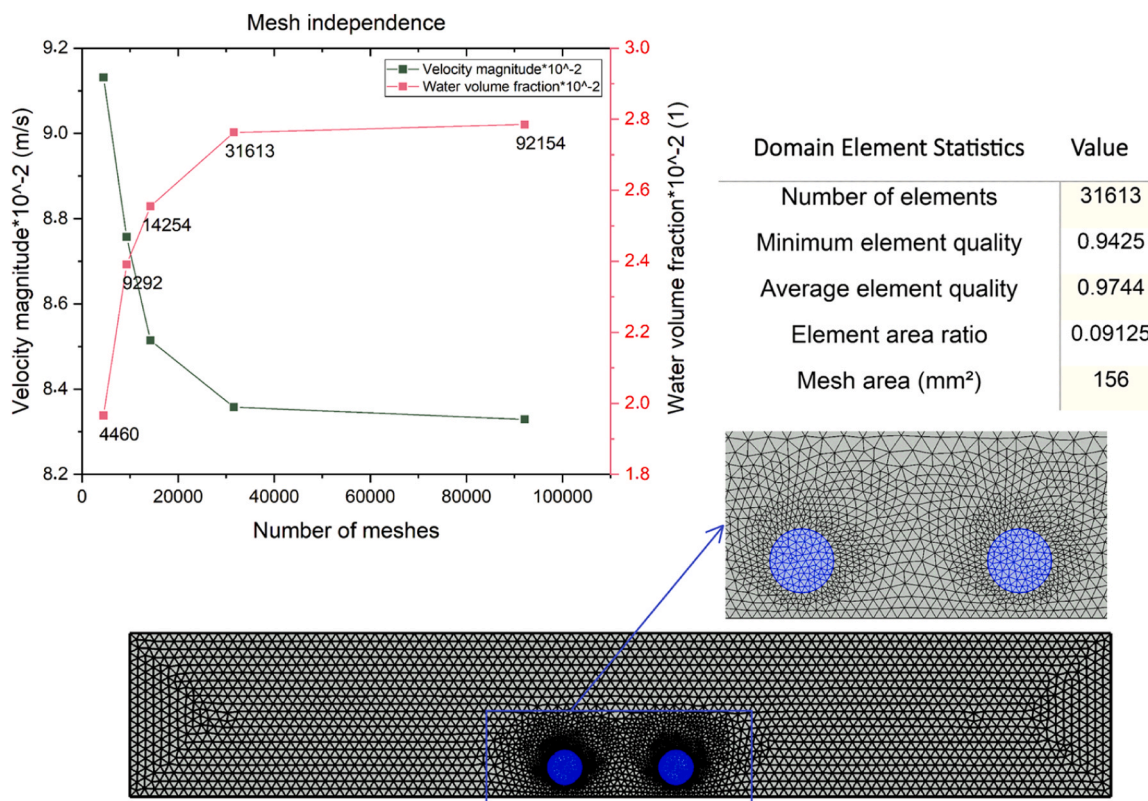 Mesh independence
Velocity magnitude*10^-2
Water volume fraction*10^-2
Velocity magnitude*10^-2 (m/s)
9.2
9.0
8.8
8.6
8.4
8.2
3.0
2.8
2.6
2.4
2.2
2.0
1.8
Water volume fraction*10^-2 (1)
4460
9292
14254
31613
92154
0 20000 40000 60000 80000 100000
Number of meshes
Domain Element Statistics Value
Number of elements 31613
Minimum element quality 0.9425
Average element quality 0.9744
Element area ratio 0.09125
Mesh area (mm²) 156